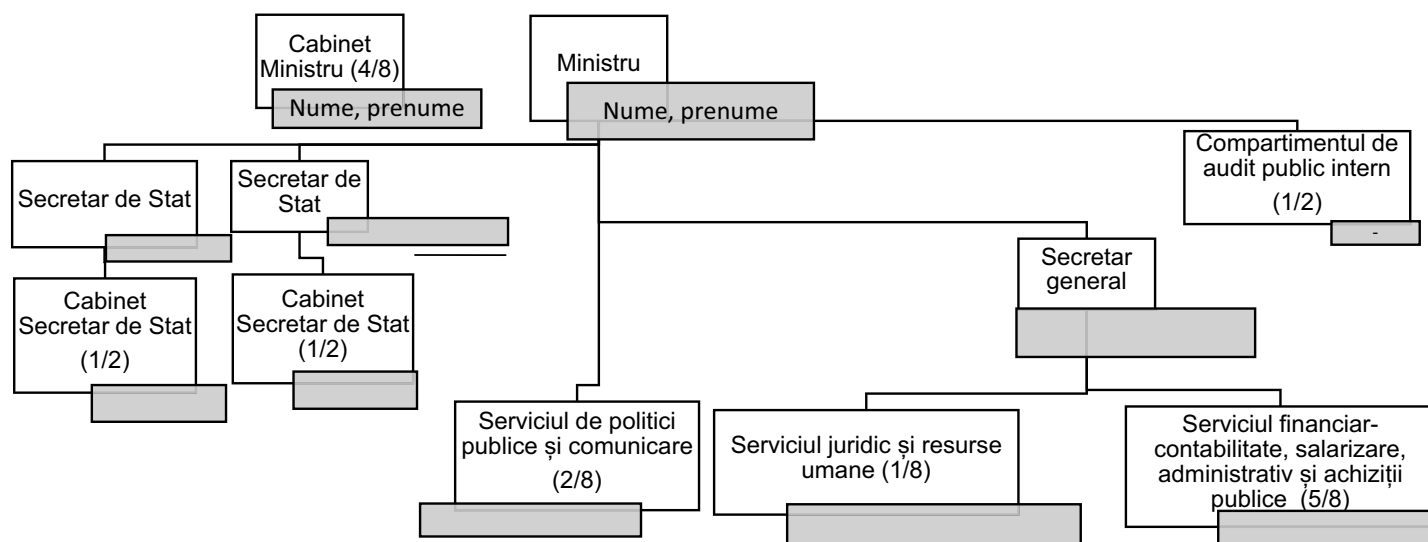 Cabinet
Ministru (4/8)
Nume, prenume
Ministru
Nume, prenume
Compartimentul de
audit public intern
(1/2)
-
Secretar de Stat
Secretar de
Stat
Secretar
general
Cabinet
Secretar de Stat
(1/2)
Cabinet
Secretar de Stat
(1/2)
Serviciul de politici
publice și comunicare
(2/8)
Serviciul juridic și resurse
umane (1/8)
Serviciul financiar-
contabilitate, salarizare,
administrativ și achiziții
publice (5/8)